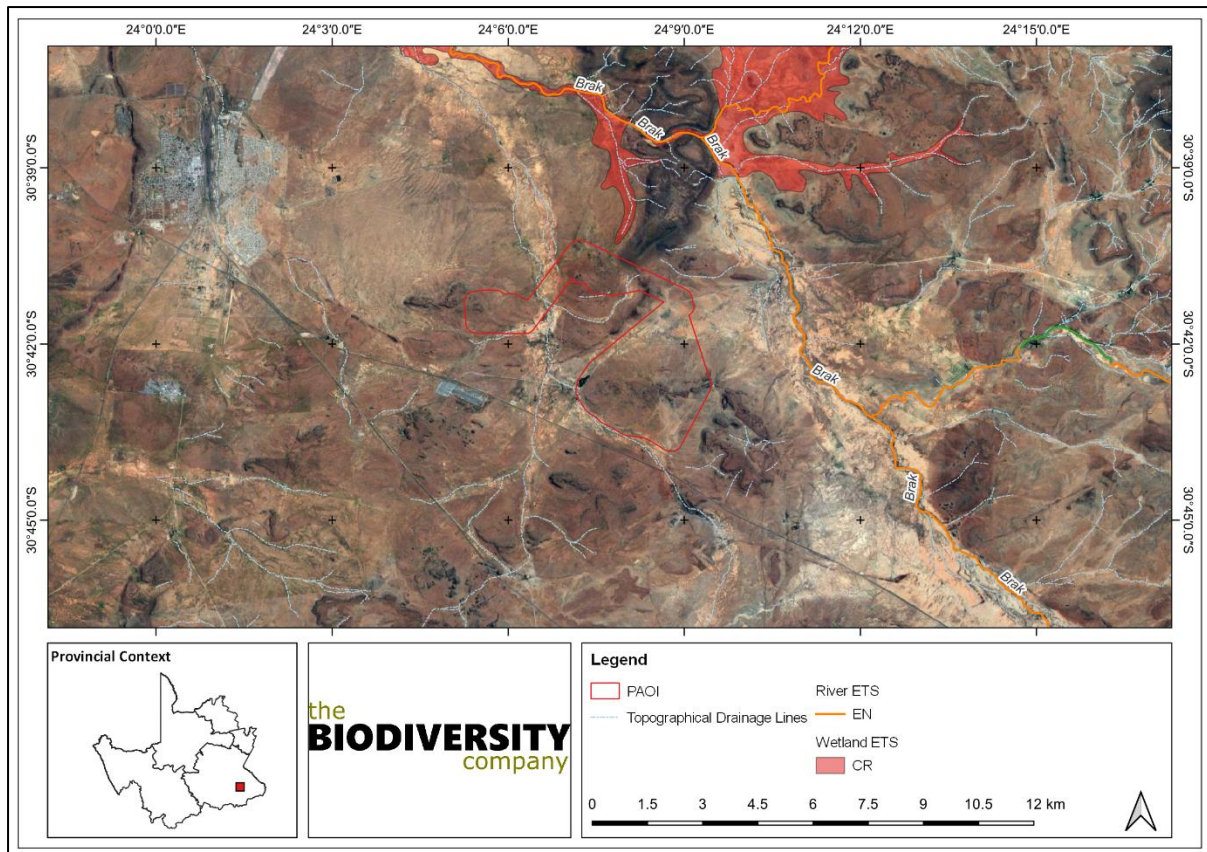 24°0'0.0"E 24°3'0.0"E 24°6'0.0"E 24°9'0.0"E 24°12'0.0"E 24°15'0.0"E
Brak
Brak
Brak
30°39'0.0"S
30°39'0.0"S
30°42'0.0"S
30°42'0.0"S
Brak
Brak
30°45'0.0"S
30°45'0.0"S
Brak
Provincial Context
the
BIODIVERSITY
company
Legend
PAOI
Topographical Drainage Lines
River ETS
EN
Wetland ETS
CR
0 1.5 3 4.5 6 7.5 9 10.5 12 km